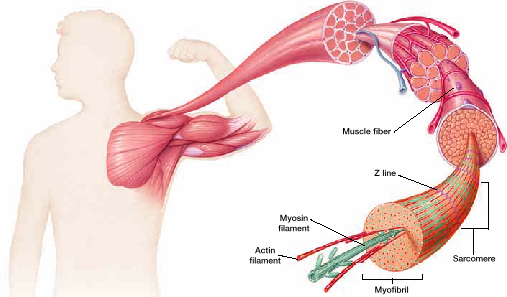 Muscle fiber
Z line
Myosin
filament
Actin
filament
Sarcomere
Myofibril